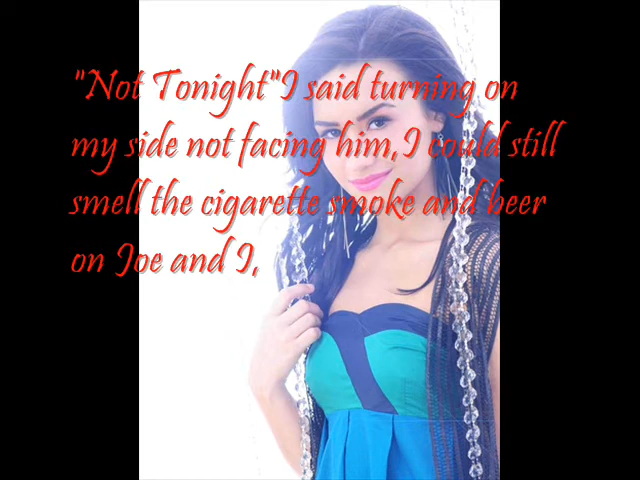 "Not Tonight"I said turning on
my side not facing him,I could still
smell the cigarette smoke and beer
on Joe and I,